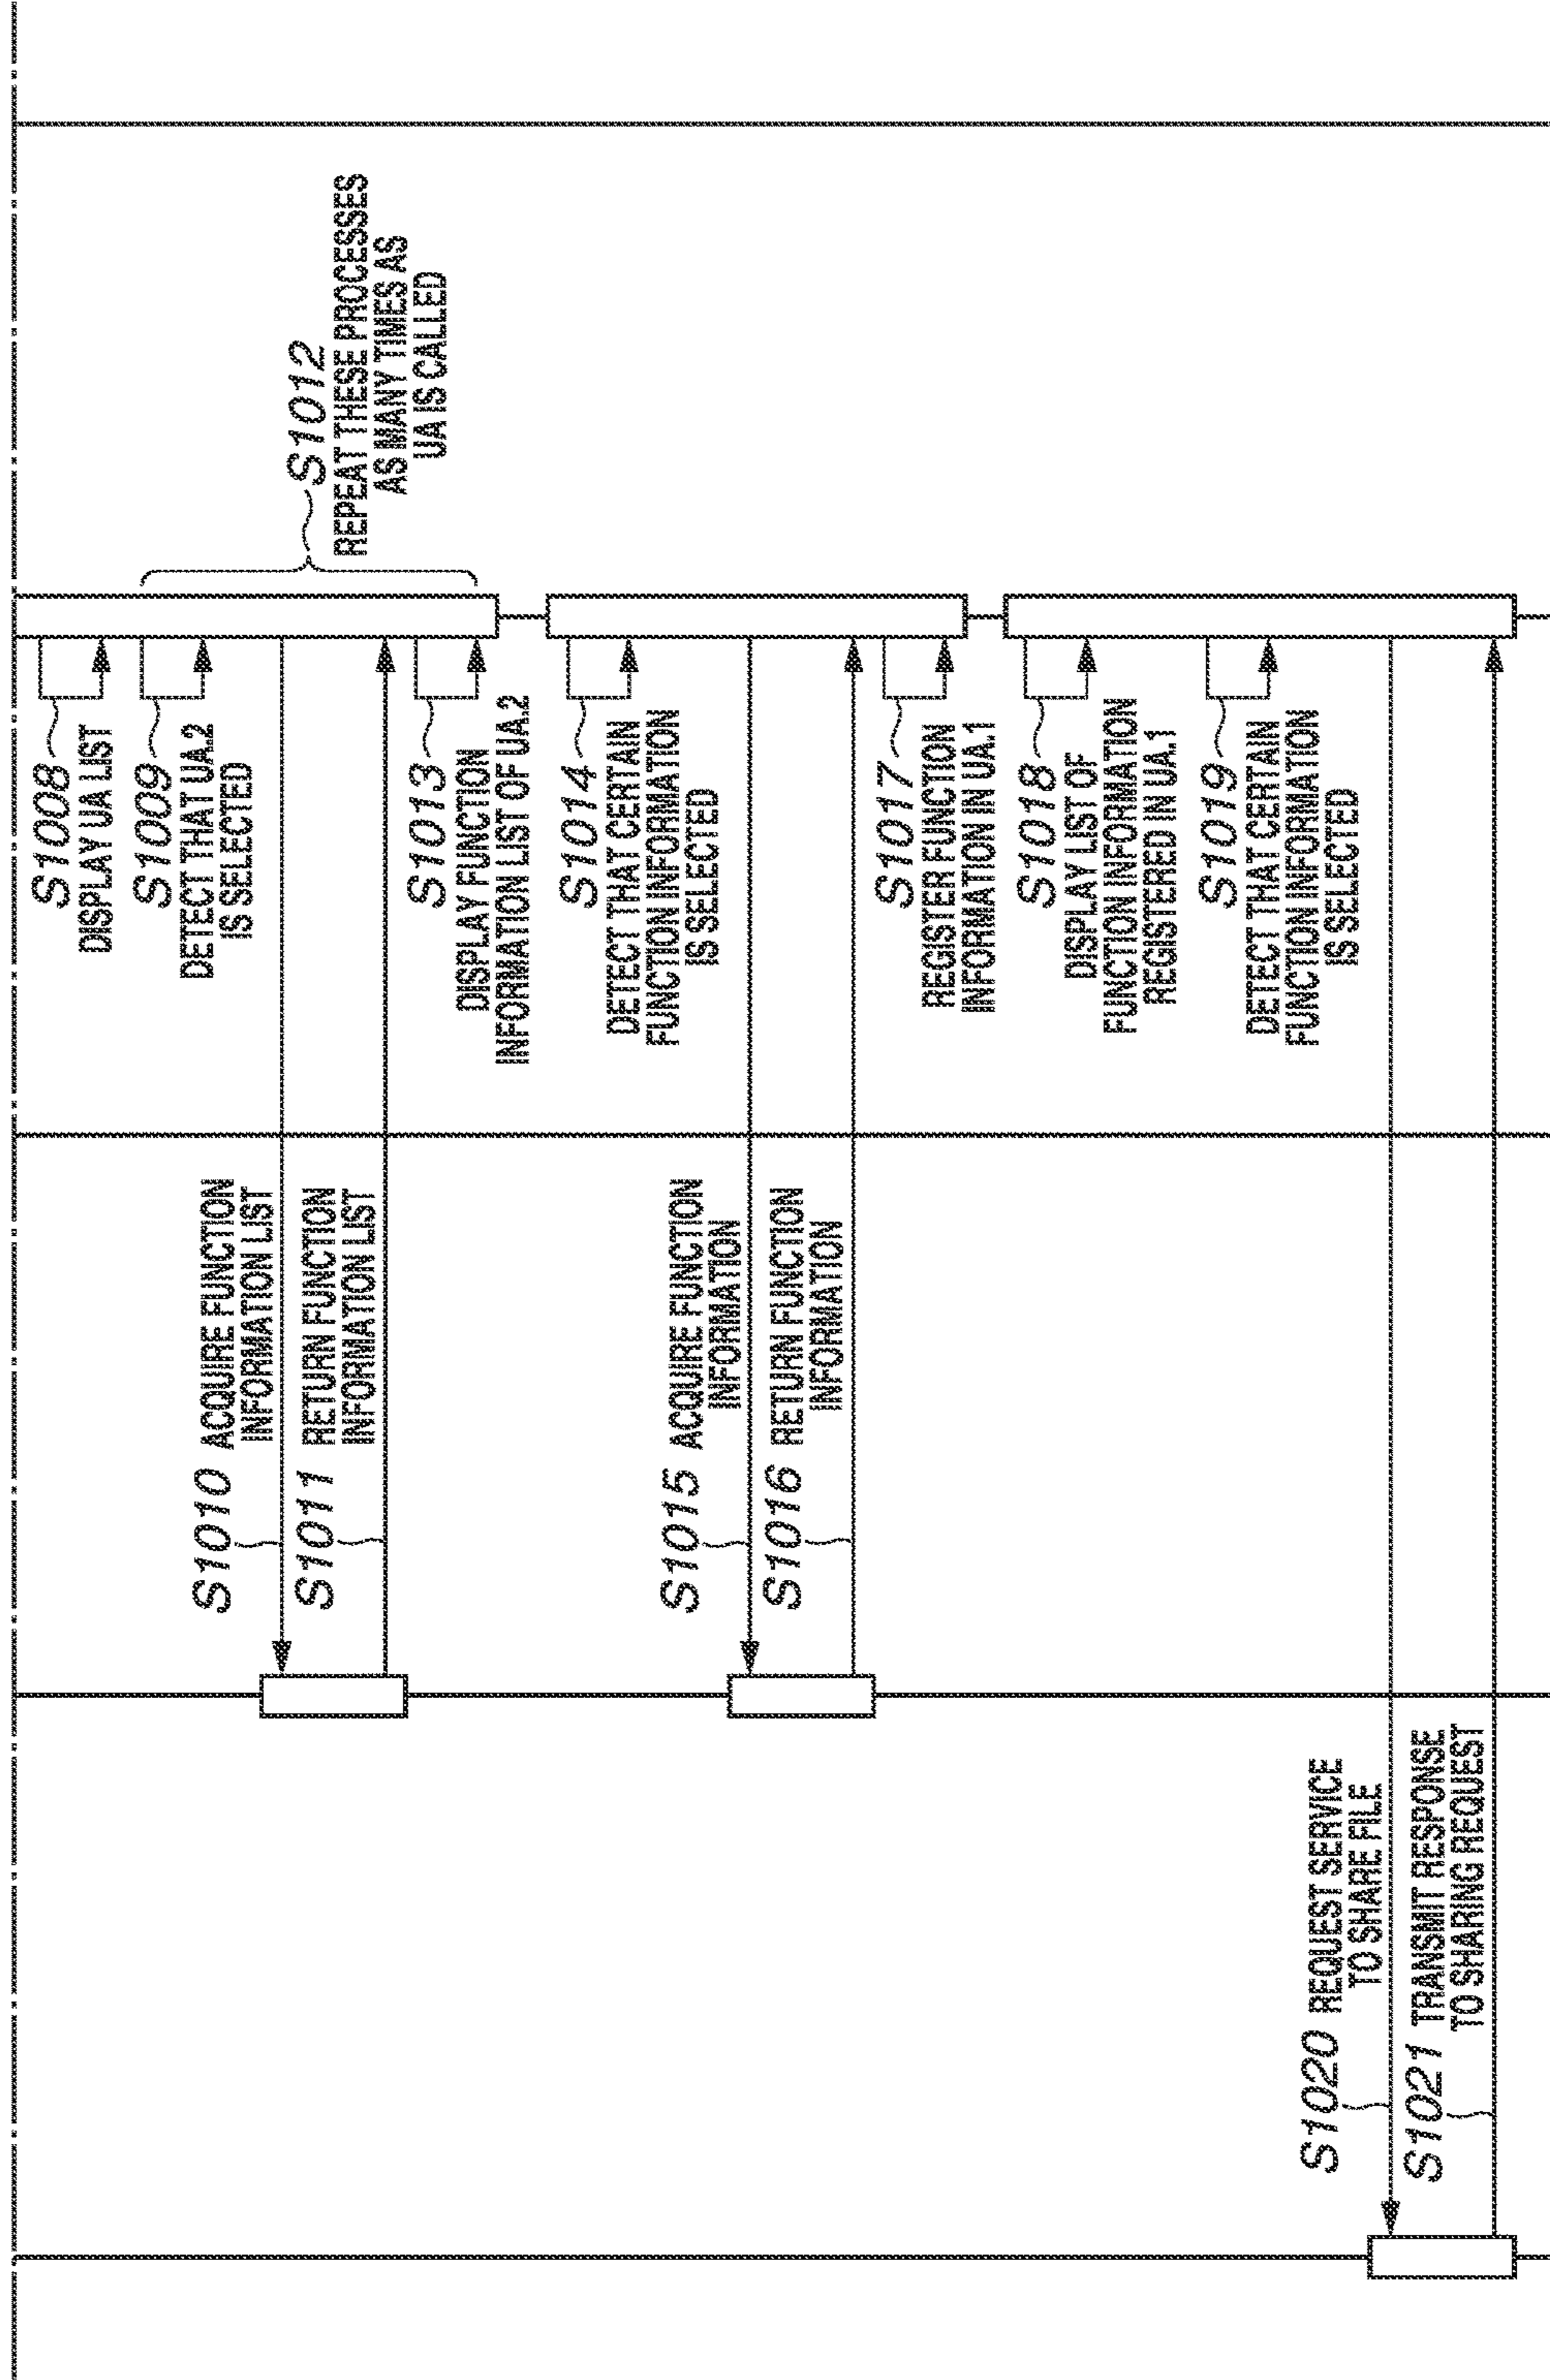 S1008
DISPLAY UA LIST
S1009
DETECT THAT UA.2
IS SELECTED
S1010 ACQUIRE FUNCTION
INFORMATION LIST
S1011 RETURN FUNCTION
INFORMATION LIST
S1012
REPEAT THESE PROCESSES
AS MANY TIMES AS
UA IS CALLED
S1013
DISPLAY FUNCTION
INFORMATION LIST OF UA.2
S1014
DETECT THAT CERTAIN
FUNCTION INFORMATION
IS SELECTED
S1015 ACQUIRE FUNCTION
INFORMATION
S1016 RETURN FUNCTION
INFORMATION
S1017
REGISTER FUNCTION
INFORMATION IN UA.1
S1018
DISPLAY LIST OF
FUNCTION INFORMATION
REGISTERED IN UA.1
S1019
DETECT THAT CERTAIN
FUNCTION INFORMATION
IS SELECTED
S1020 REQUEST SERVICE
TO SHARE FILE
S1021 TRANSMIT RESPONSE
TO SHARING REQUEST